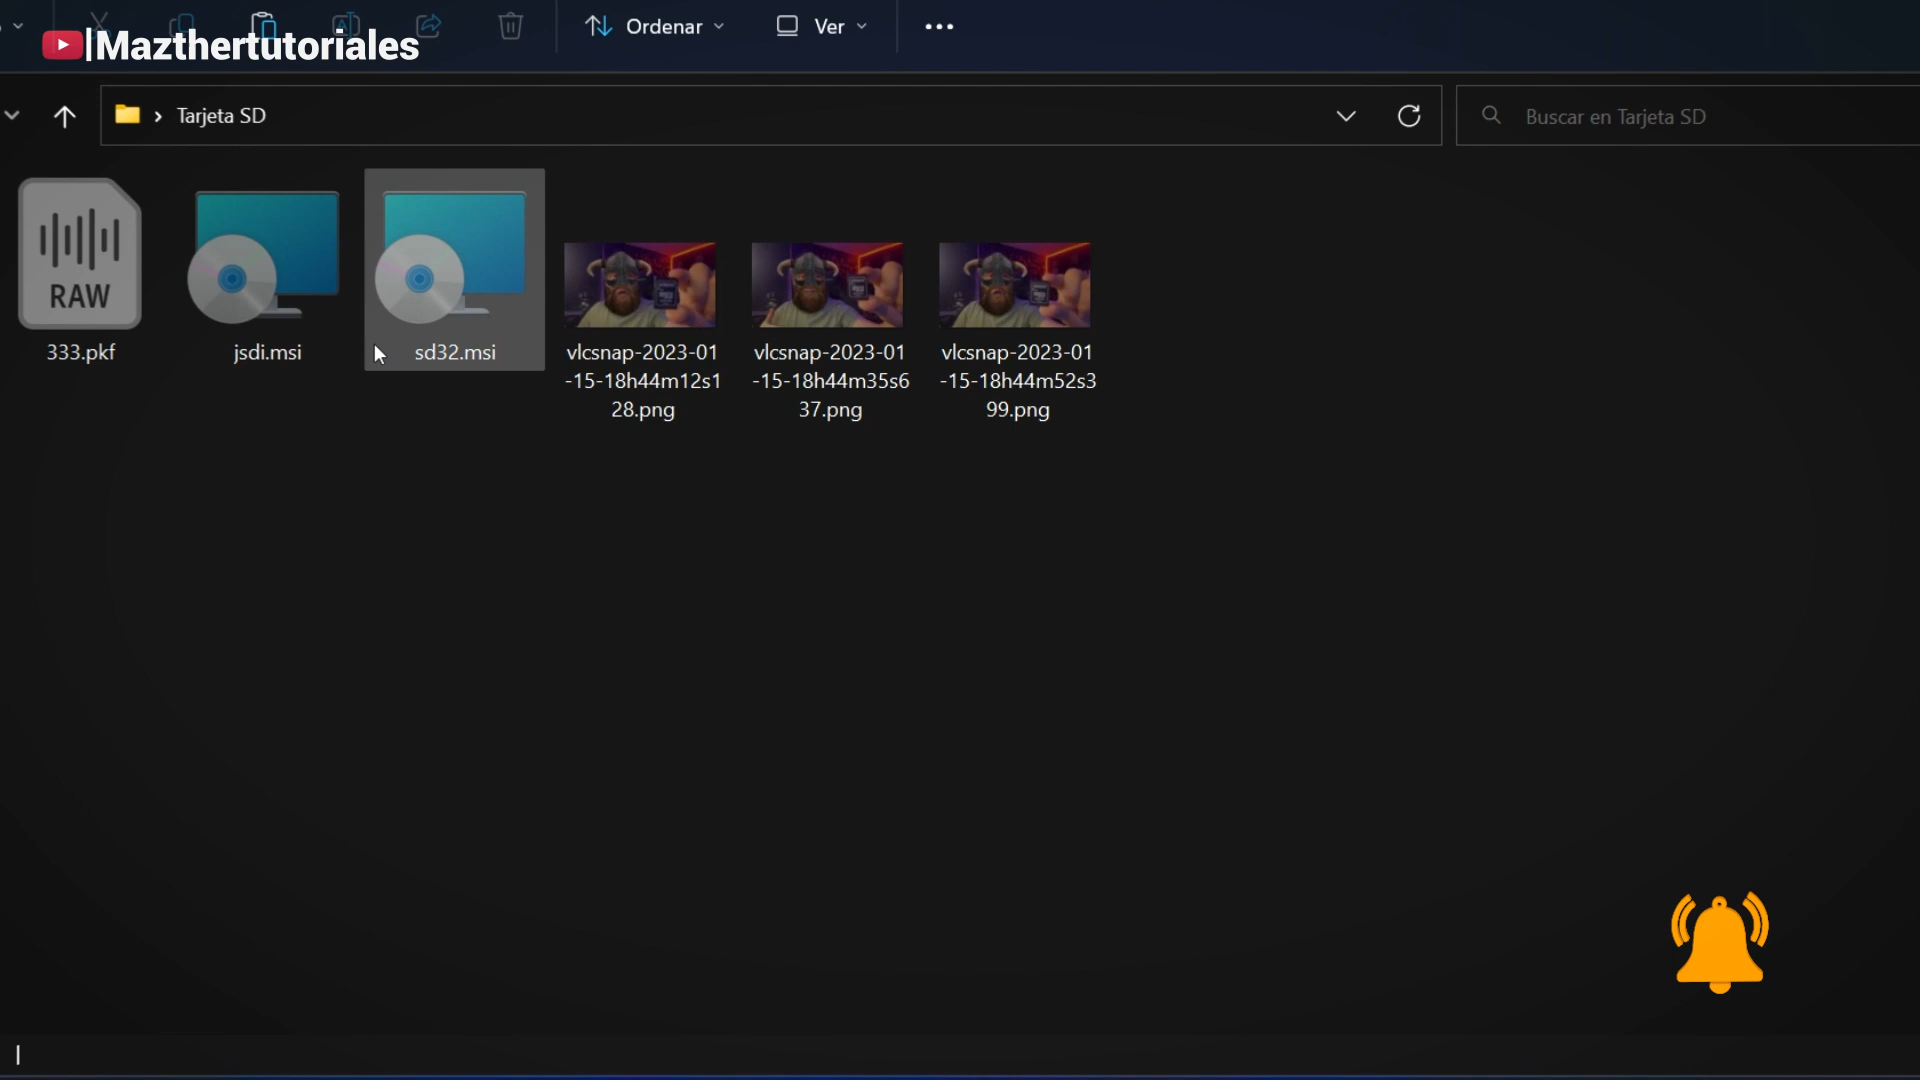 |Mazthertutoriales
Ordenar
Ver
Tarjeta SD
Buscar en Tarjeta SD
RAW
333.pkf
jsdi.msi
sd32.msi
vlcsnap-2023-01
-15-18h44m12s1
28.png
vlcsnap-2023-01
-15-18h44m35s6
37.png
vlcsnap-2023-01
-15-18h44m52s3
99.png